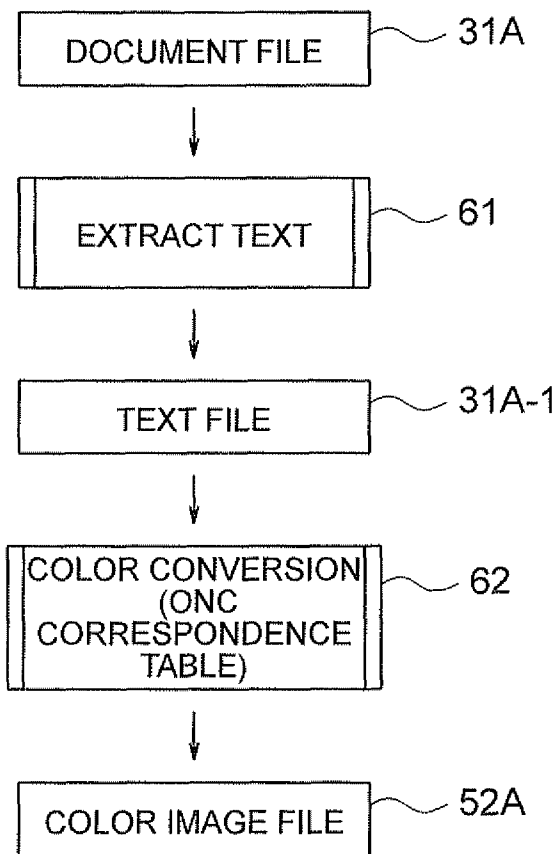 DOCUMENT FILE
31A
EXTRACT TEXT
61
TEXT FILE
31A-1
COLOR CONVERSION
(ONC
CORRESPONDENCE
TABLE)
62
COLOR IMAGE FILE
52A